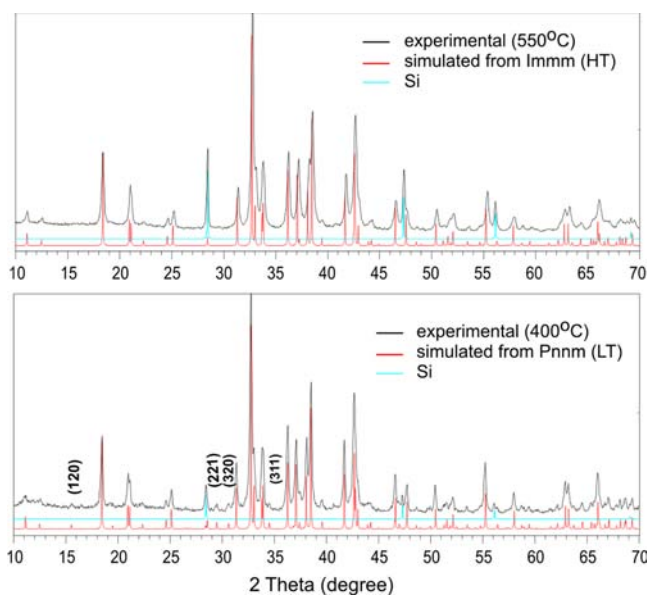 experimental (550°C)
simulated from Immm (HT)
Si
10 15 20 25 30 35 40 45 50 55 60 65 70
experimental (400°C)
simulated from Pnnm (LT)
Si
(120)
(221)
(320)
(311)
10 15 20 25 30 35 40 45 50 55 60 65 70
2 Theta (degree)